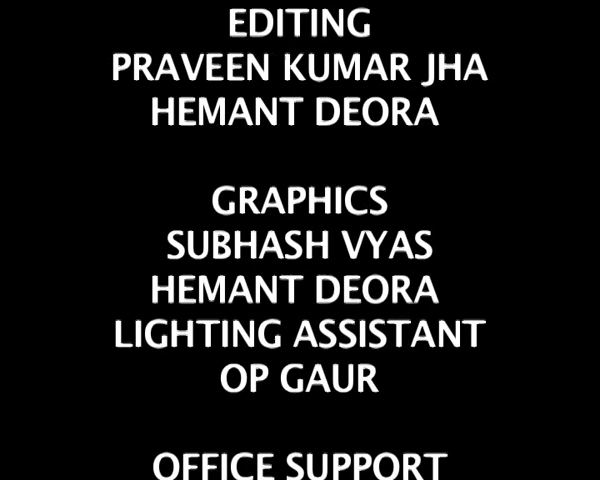 EDITING
PRAVEEN KUMAR JHA
HEMANT DEORA
GRAPHICS
SUBHASH VYAS
HEMANT DEORA
LIGHTING ASSISTANT
OP GAUR
OFFICE SUPPORT